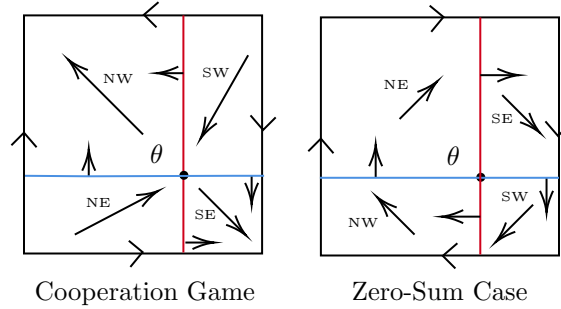 NW
SW
θ
NE
SE
Cooperation Game
NE
SE
θ
SW
NW
Zero-Sum Case